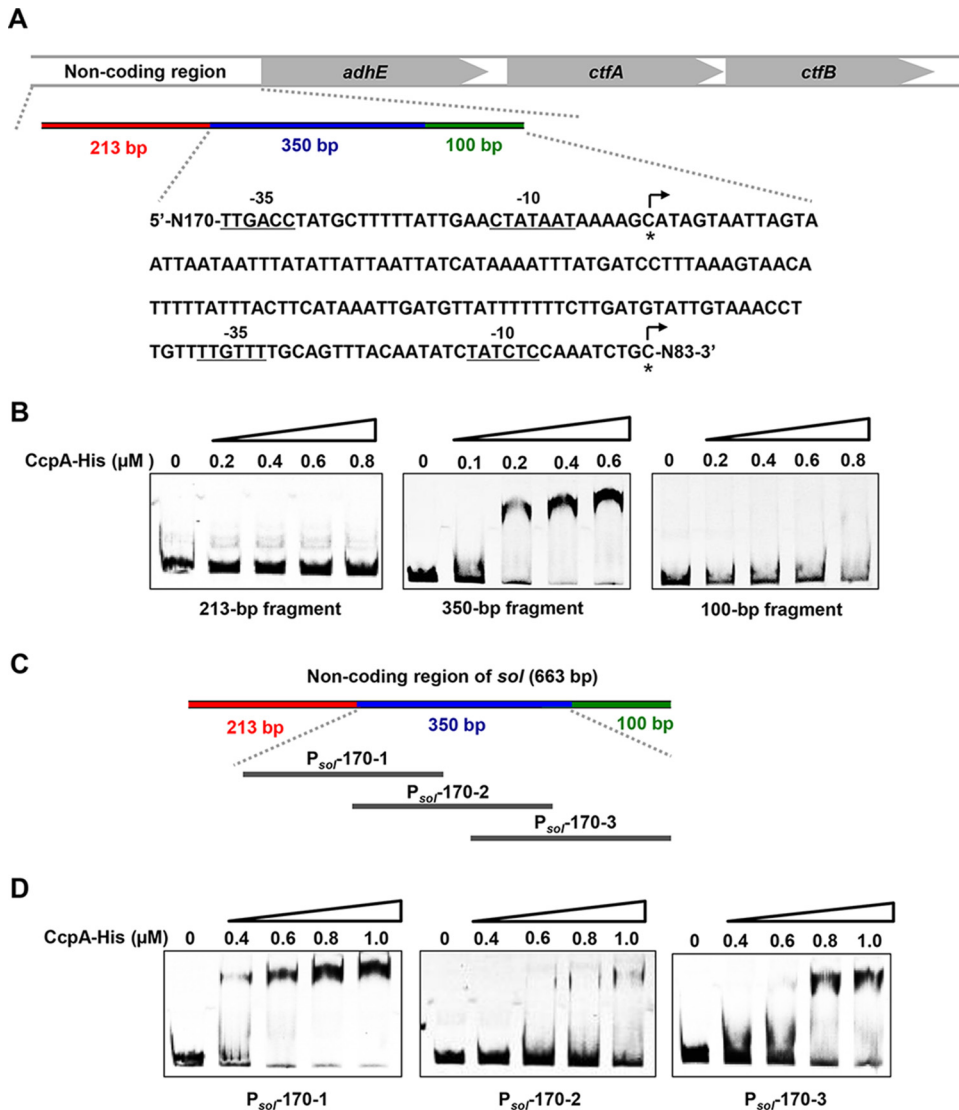 A
Non-coding region adhE ctfA ctfB
213 bp 350 bp 100 bp
-35 -10
5'-N170-TTGACCTATGCTTTTTATTGAACTATAATAAAAGCATAGTAATTAGTA
*
ATTAATAATTTATATTATTAATTATCATAAAATTTATGATCCTTTAAAGTAACA
TTTTTATTTACTTCATAAATTGATGTTATTTTTTTCTTGATGTATTGTAAACCT
-35 -10
TGTTTTGTTTTGCAGTTTACAATATCTATCTCCAAATCTGC-N83-3'
*
B
CcpA-His (µM ) 0 0.2 0.4 0.6 0.8 0 0.1 0.2 0.4 0.6 0 0.2 0.4 0.6 0.8
213-bp fragment 350-bp fragment 100-bp fragment
C
Non-coding region of sol (663 bp)
213 bp 350 bp 100 bp
Psol-170-1
Psol-170-2
Psol-170-3
D
CcpA-His (µM) 0 0.4 0.6 0.8 1.0 0 0.4 0.6 0.8 1.0 0 0.4 0.6 0.8 1.0
Psol-170-1 Psol-170-2 Psol-170-3